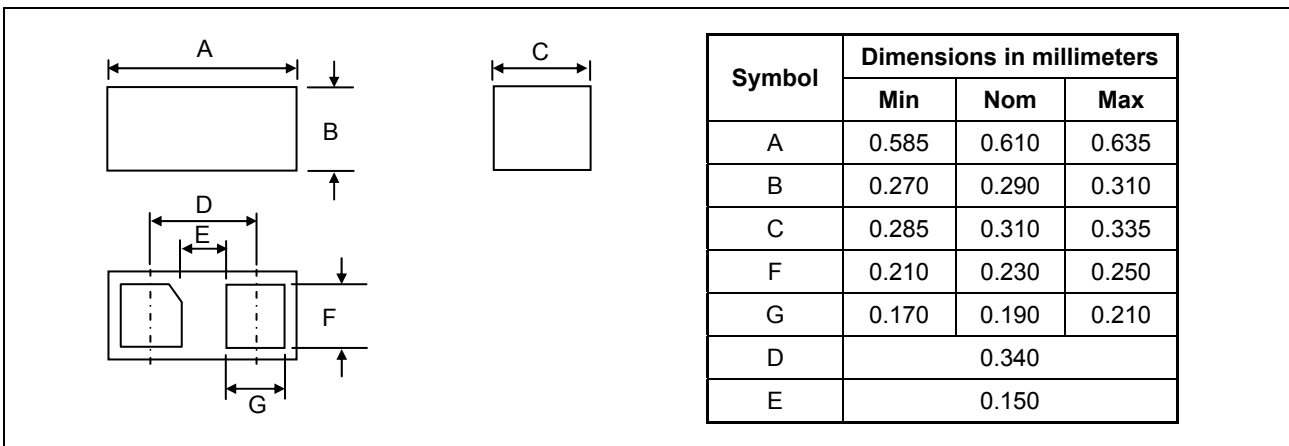 A
B
C
D
E
F
G
Symbol Dimensions in millimeters
Min Nom Max
A 0.585 0.610 0.635
B 0.270 0.290 0.310
C 0.285 0.310 0.335
F 0.210 0.230 0.250
G 0.170 0.190 0.210
D 0.340
E 0.150